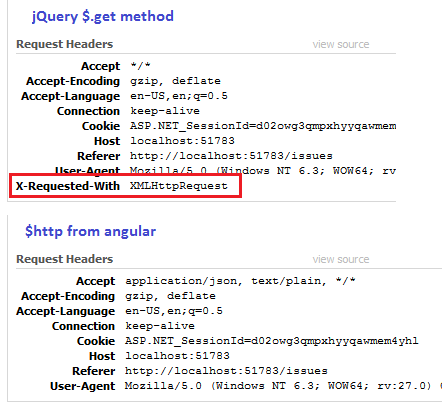 jQuery $.get method
Request Headers view source
Accept */*
Accept-Encoding gzip, deflate
Accept-Language en-US,en;q=0.5
Connection keep-alive
Cookie ASP.NET_SessionId=d02owg3qmpxhyyqawmem
Host localhost:51783
Referer http://localhost:51783/issues
User-Agent Mozilla/5.0 (Windows NT 6.3; WOW64; rv:
X-Requested-With XMLHttpRequest
$http from angular
Request Headers view source
Accept application/json, text/plain, */*
Accept-Encoding gzip, deflate
Accept-Language en-US,en;q=0.5
Connection keep-alive
Cookie ASP.NET_SessionId=d02owg3qmpxhyyqawmem4yhl
Host localhost:51783
Referer http://localhost:51783/issues
User-Agent Mozilla/5.0 (Windows NT 6.3; WOW64; rv:27.0) (